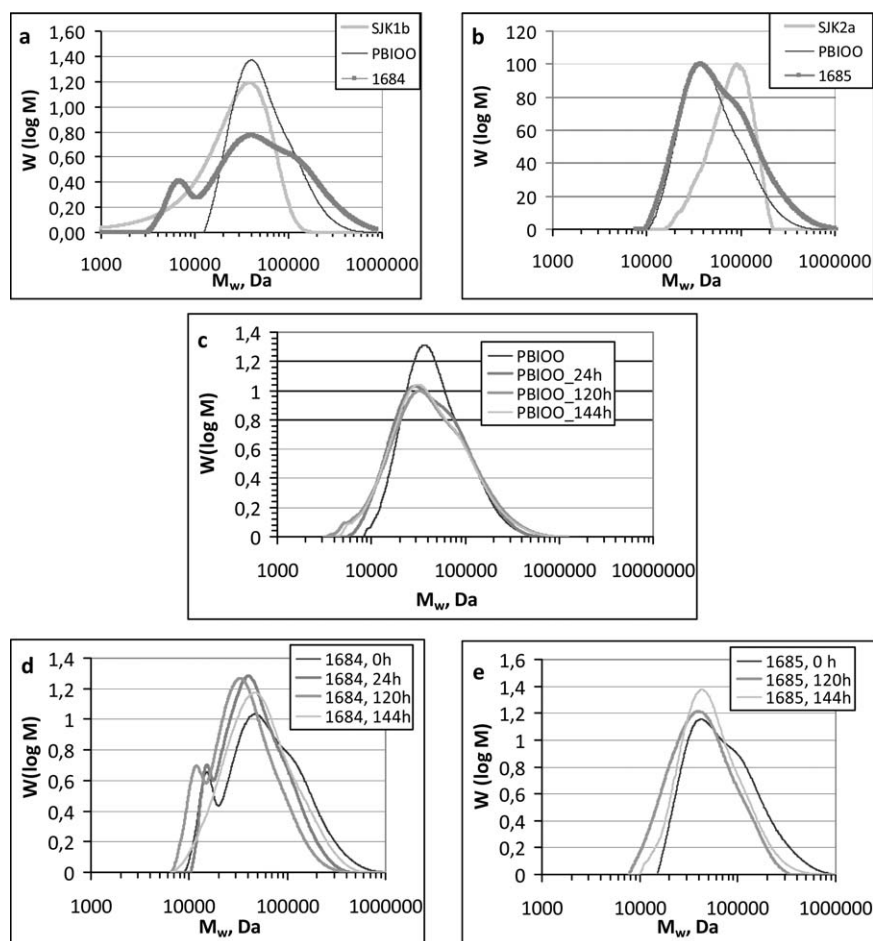 a
SJK1b
PBIOO
1684
1,60
1,40
1,20
1,00
0,80
0,60
0,40
0,20
0,00
W (log M)
1000 10000 100000 1000000
Mw, Da
b
SJK2a
PBIOO
1685
120
100
80
60
40
20
0
W (log M)
1000 10000 100000 1000000
Mw, Da
c
PBIOO
PBIOO_24h
PBIOO_120h
PBIOO_144h
1,4
1,2
1
0,8
0,6
0,4
0,2
0
W(log M)
1000 10000 100000 1000000 10000000
Mw, Da
d
1684, 0h
1684, 24h
1684, 120h
1684, 144h
1,4
1,2
1
0,8
0,6
0,4
0,2
0
W(log M)
1000 10000 100000 1000000
Mw, Da
e
1685, 0 h
1685, 120h
1685, 144h
1,6
1,4
1,2
1
0,8
0,6
0,4
0,2
0
W (log M)
1000 10000 100000 1000000
Mw, Da